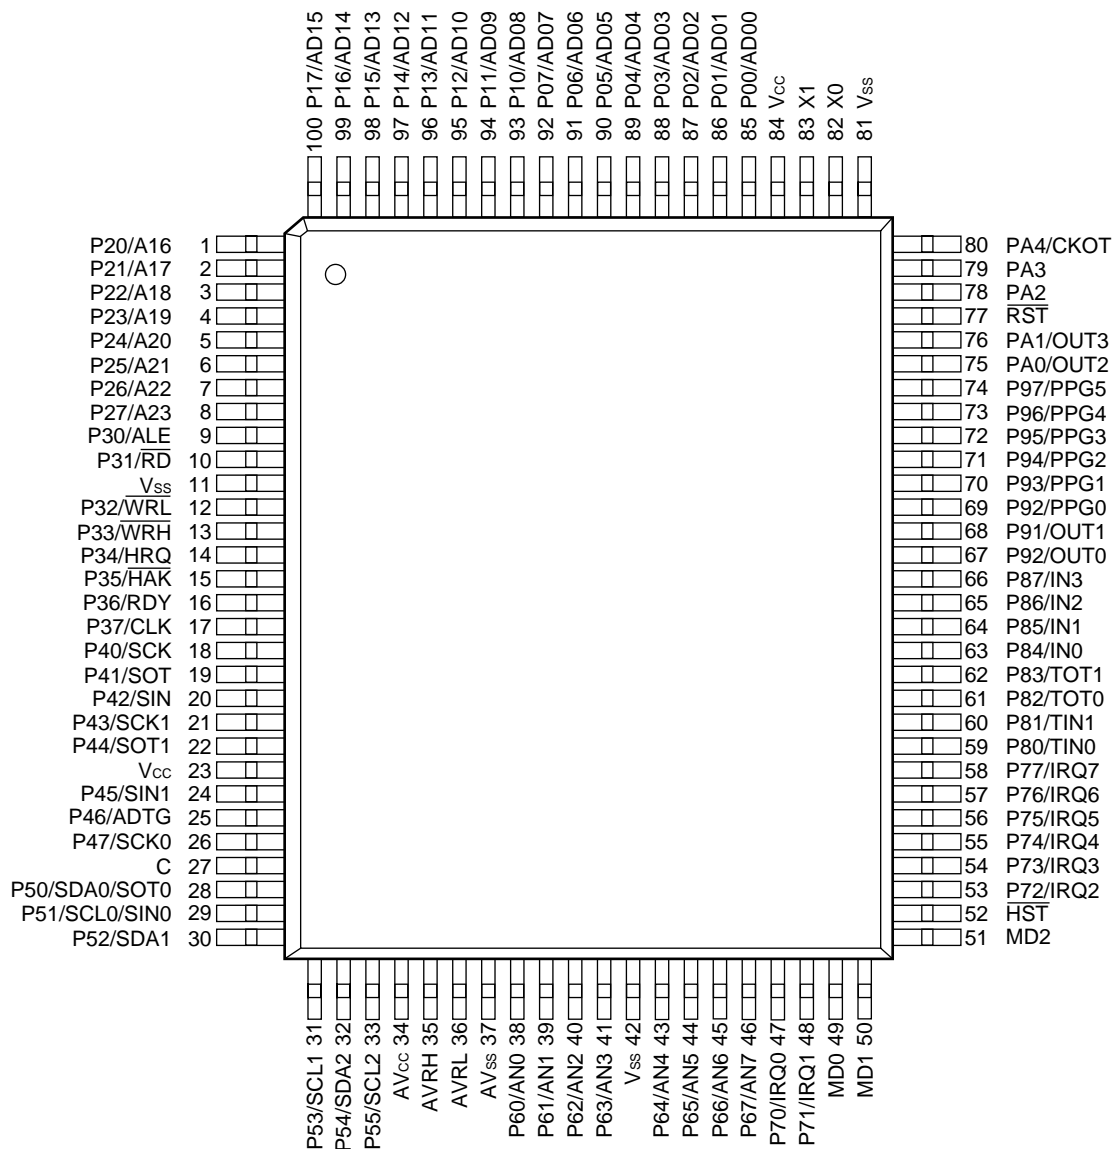 100 P17/AD15
99 P16/AD14
98 P15/AD13
97 P14/AD12
96 P13/AD11
95 P12/AD10
94 P11/AD09
93 P10/AD08
92 P07/AD07
91 P06/AD06
90 P05/AD05
89 P04/AD04
88 P03/AD03
87 P02/AD02
86 P01/AD01
85 P00/AD00
84 Vcc
83 X1
82 X0
81 Vss
P20/A16 1
P21/A17 2
P22/A18 3
P23/A19 4
P24/A20 5
P25/A21 6
P26/A22 7
P27/A23 8
P30/ALE 9
P31/RD 10
Vss 11
P32/WRL 12
P33/WRH 13
P34/HRQ 14
P35/HAK 15
P36/RDY 16
P37/CLK 17
P40/SCK 18
P41/SOT 19
P42/SIN 20
P43/SCK1 21
P44/SOT1 22
Vcc 23
P45/SIN1 24
P46/ADTG 25
P47/SCK0 26
C 27
P50/SDA0/SOT0 28
P51/SCL0/SIN0 29
P52/SDA1 30
80 PA4/CKOT
79 PA3
78 PA2
77 RST
76 PA1/OUT3
75 PA0/OUT2
74 P97/PPG5
73 P96/PPG4
72 P95/PPG3
71 P94/PPG2
70 P93/PPG1
69 P92/PPG0
68 P91/OUT1
67 P92/OUT0
66 P87/IN3
65 P86/IN2
64 P85/IN1
63 P84/IN0
62 P83/TOT1
61 P82/TOT0
60 P81/TIN1
59 P80/TIN0
58 P77/IRQ7
57 P76/IRQ6
56 P75/IRQ5
55 P74/IRQ4
54 P73/IRQ3
53 P72/IRQ2
52 HST
51 MD2
P53/SCL1 31
P54/SDA2 32
P55/SCL2 33
AVcc 34
AVRH 35
AVRL 36
AVss 37
P60/AN0 38
P61/AN1 39
P62/AN2 40
P63/AN3 41
Vss 42
P64/AN4 43
P65/AN5 44
P66/AN6 45
P67/AN7 46
P70/IRQ0 47
P71/IRQ1 48
MD0 49
MD1 50